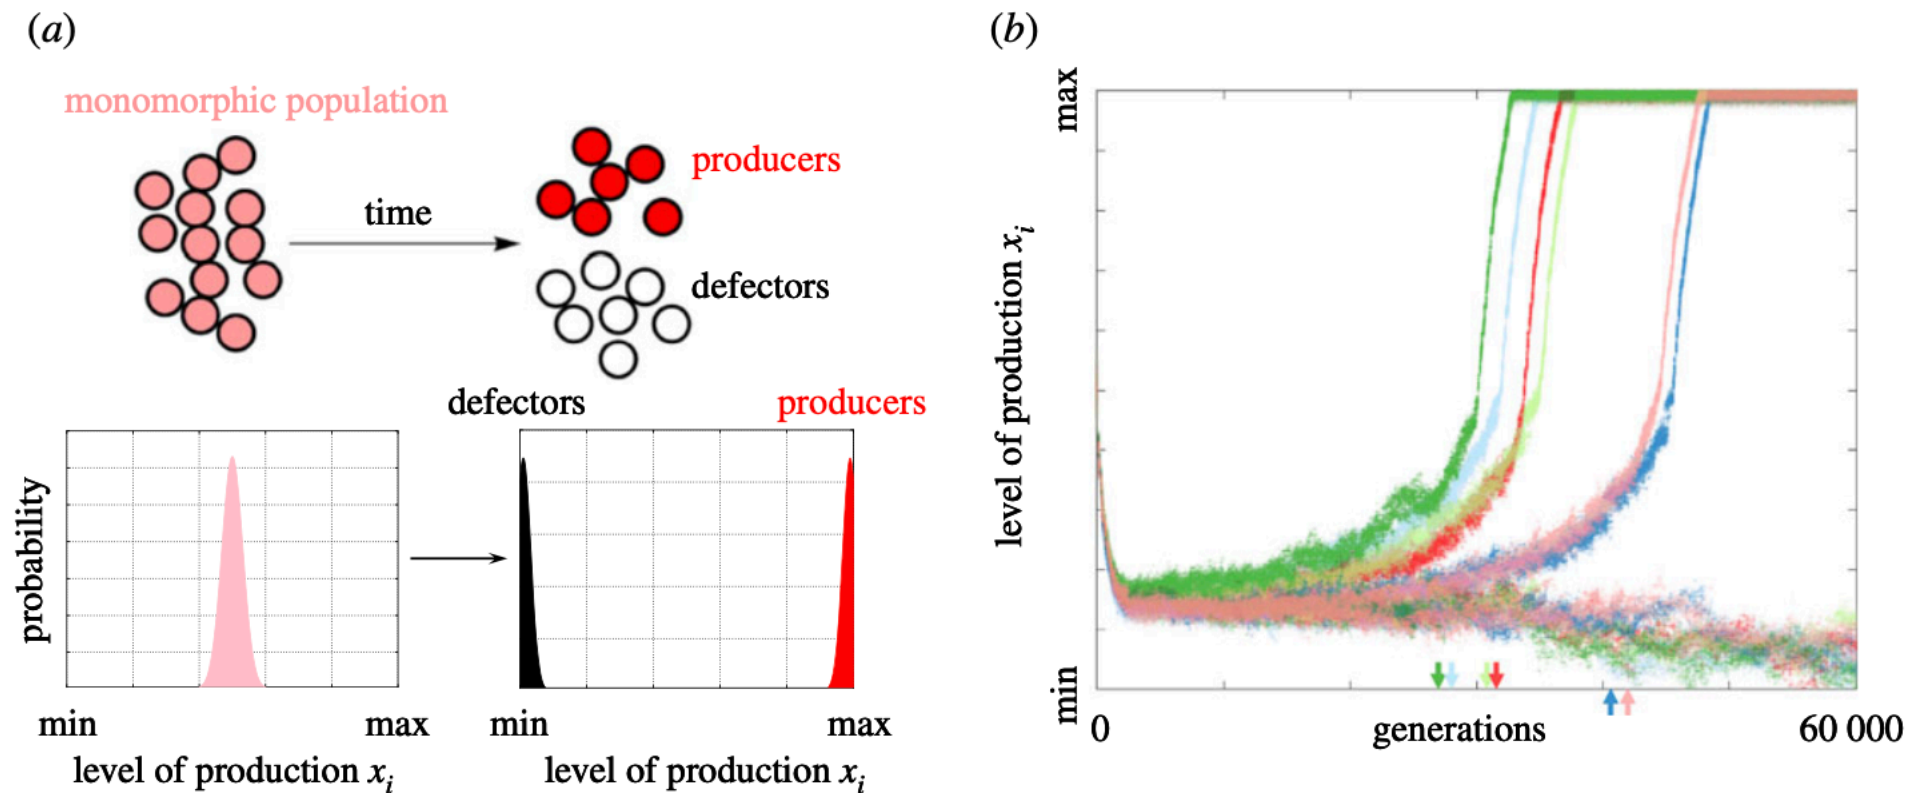 (a)
monomorphic population
time
producers
defectors
defectors
producers
probability
min
max
min
max
level of production xᵢ
level of production xᵢ
(b)
max
level of production xᵢ
min
0
generations
60 000